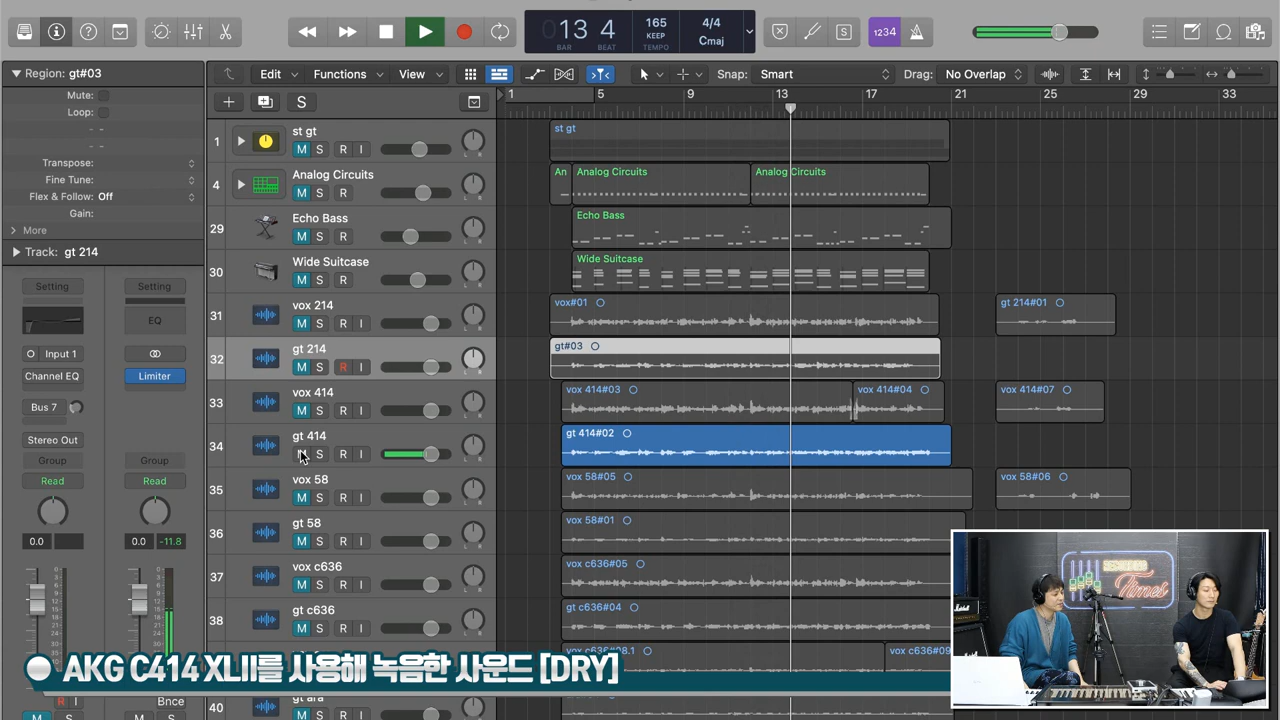 13 4
BAR BEAT
165
KEEP
TEMPO
4/4
Cmaj
S
1234
Region: gt#03
Mute:
Loop:
Transpose:
Fine Tune:
Flex & Follow: Off
Gain:
More
Track: gt 214
Edit
Functions
View
Snap: Smart
Drag: No Overlap
S
1 5 9 13 17 21 25 29 33
1 st gt
M S R I
4 Analog Circuits
M S R
29 Echo Bass
M S R
30 Wide Suitcase
M S R
31 vox 214
M S R I
32 gt 214
M S R I
33 vox 414
M S R I
34 gt 414
M S R I
35 vox 58
M S R I
36 gt 58
M S R I
37 vox c636
M S R I
38 gt c636
M S R I
40
M S R I
st gt
An Analog Circuits Analog Circuits
Echo Bass
Wide Suitcase
vox#01 gt 214#01
gt#03
vox 414#03 vox 414#04 vox 414#07
gt 414#02
vox 58#05 vox 58#06
vox 58#01
vox c636#05
gt c636#04
Setting Setting
EQ
Input 1
Channel EQ Limiter
Bus 7
Stereo Out
Group Group
Read Read
0.0 0.0 -11.8
R I Bnce
M S M
Times
AKG C414 XLII를 사용해 녹음한 사운드 [DRY]